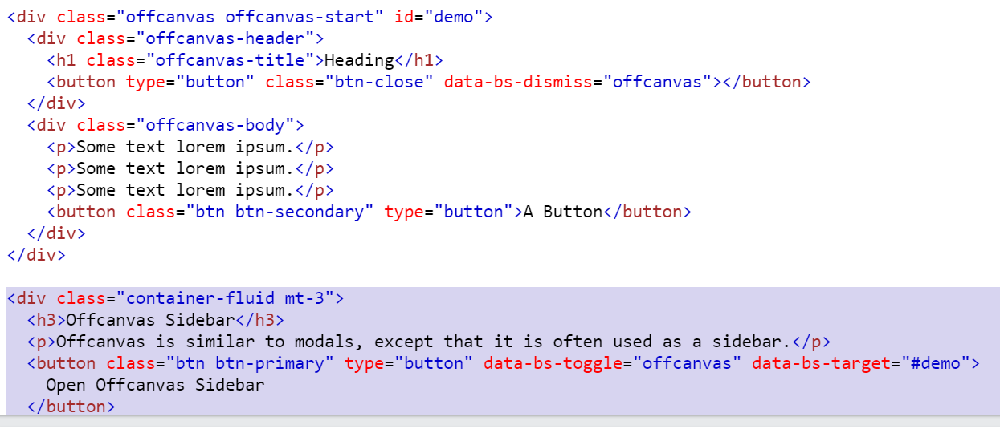 <div class="offcanvas offcanvas-start" id="demo">
  <div class="offcanvas-header">
    <h1 class="offcanvas-title">Heading</h1>
    <button type="button" class="btn-close" data-bs-dismiss="offcanvas"></button>
  </div>
  <div class="offcanvas-body">
    <p>Some text lorem ipsum.</p>
    <p>Some text lorem ipsum.</p>
    <p>Some text lorem ipsum.</p>
    <button class="btn btn-secondary" type="button">A Button</button>
  </div>
</div>

<div class="container-fluid mt-3">
  <h3>Offcanvas Sidebar</h3>
  <p>Offcanvas is similar to modals, except that it is often used as a sidebar.</p>
  <button class="btn btn-primary" type="button" data-bs-toggle="offcanvas" data-bs-target="#demo">
    Open Offcanvas Sidebar
  </button>